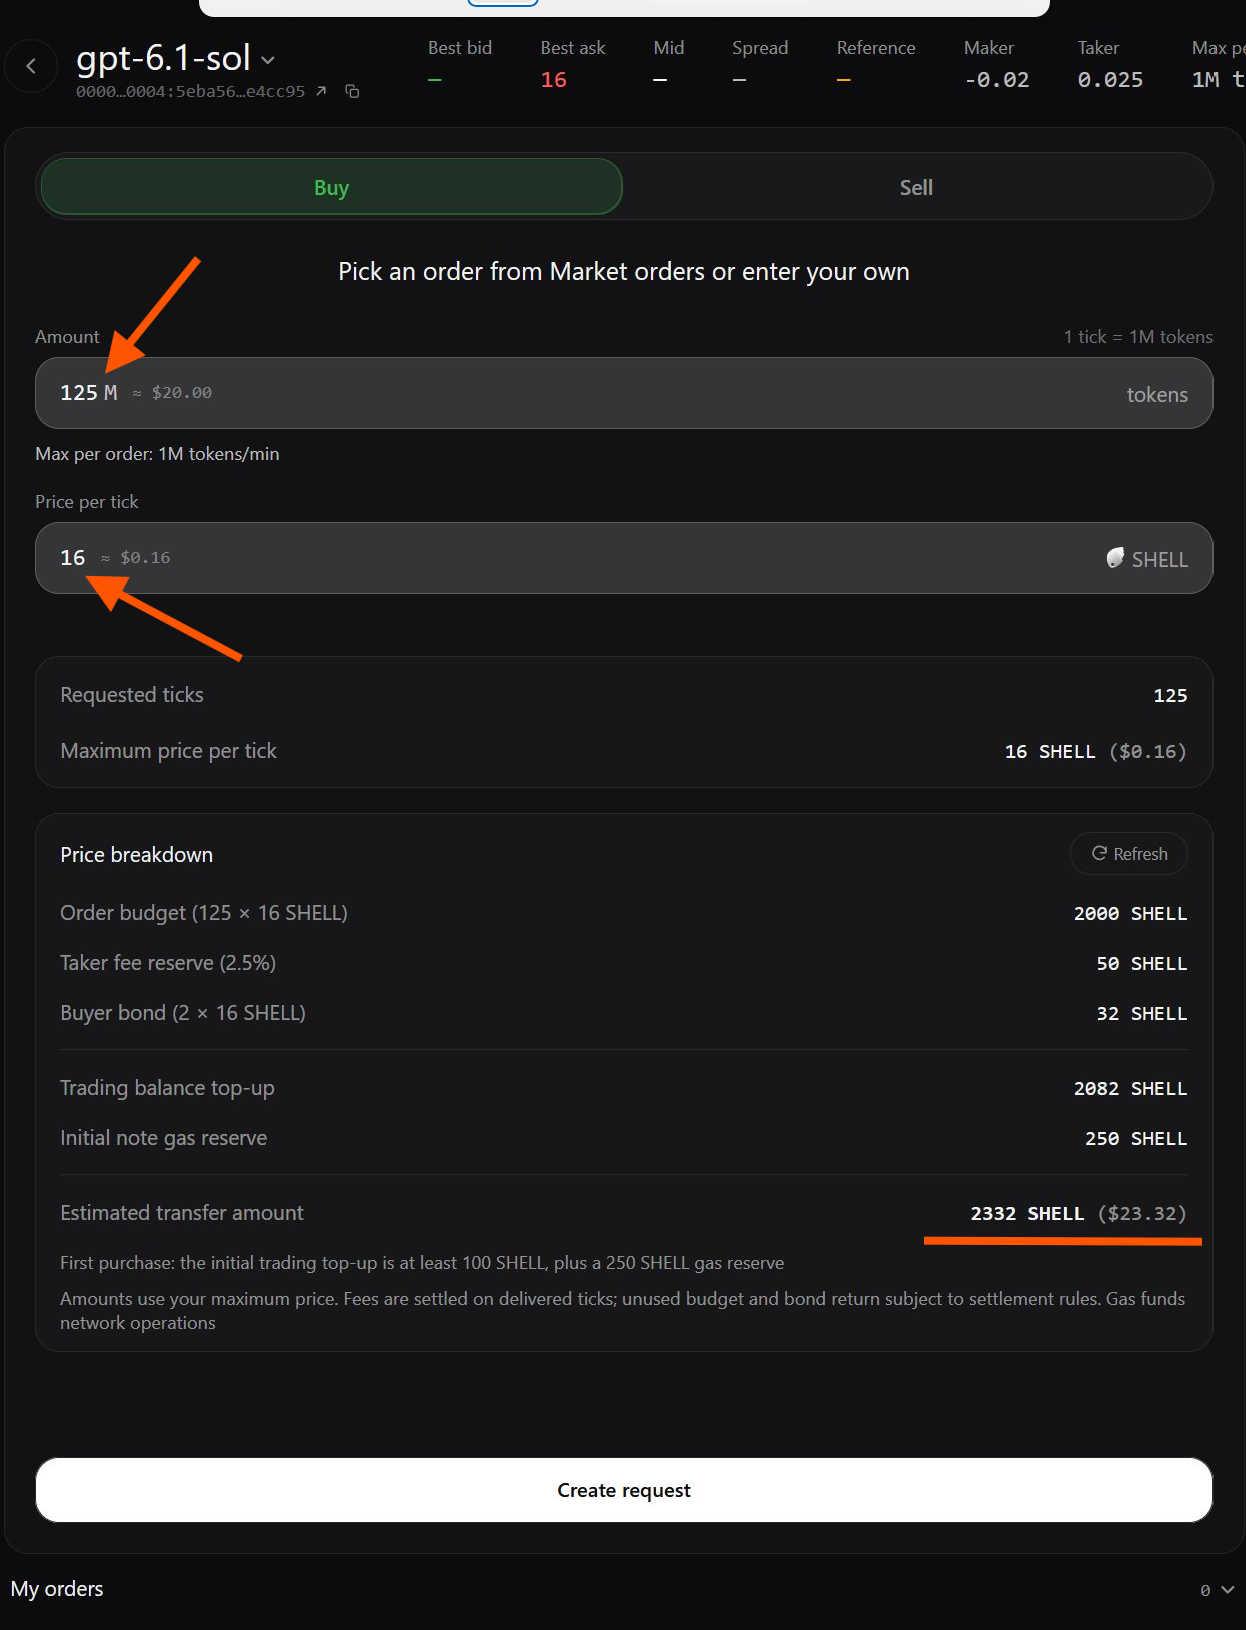 gpt-6.1-sol
0000…0004:5eba56…e4cc95
Best bid
–
Best ask
16
Mid
–
Spread
–
Reference
–
Maker
-0.02
Taker
0.025
Max pe
1M t
Buy
Sell
Pick an order from Market orders or enter your own
Amount
1 tick = 1M tokens
125 M ≈ $20.00
tokens
Max per order: 1M tokens/min
Price per tick
16 ≈ $0.16
SHELL
Requested ticks
125
Maximum price per tick
16 SHELL ($0.16)
Price breakdown
Refresh
Order budget (125 × 16 SHELL)
2000 SHELL
Taker fee reserve (2.5%)
50 SHELL
Buyer bond (2 × 16 SHELL)
32 SHELL
Trading balance top-up
2082 SHELL
Initial note gas reserve
250 SHELL
Estimated transfer amount
2332 SHELL ($23.32)
First purchase: the initial trading top-up is at least 100 SHELL, plus a 250 SHELL gas reserve
Amounts use your maximum price. Fees are settled on delivered ticks; unused budget and bond return subject to settlement rules. Gas funds
network operations
Create request
My orders
0